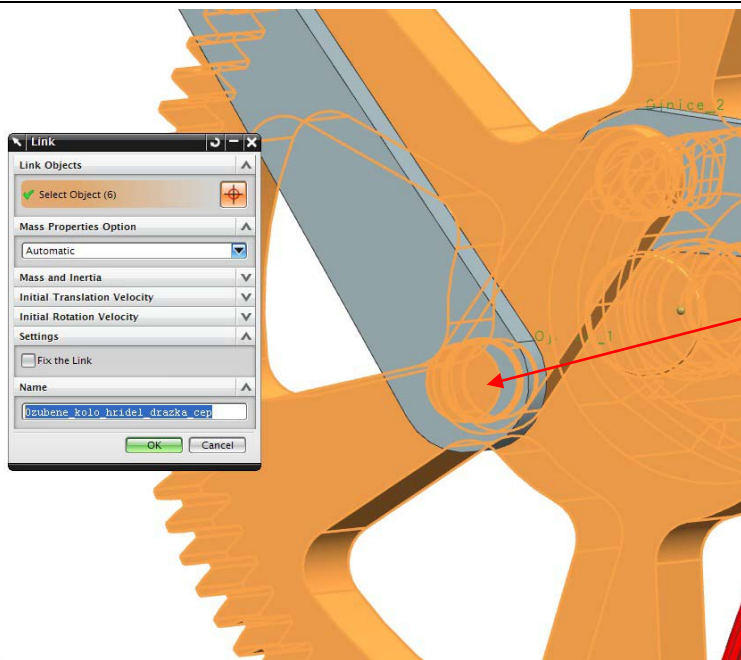 Link
Link Objects
Select Object (6)
Mass Properties Option
Automatic
Mass and Inertia
Initial Translation Velocity
Initial Rotation Velocity
Settings
Fix the Link
Name
Ozubene_kolo_hridel_drazka_cep
OK Cancel
Ojnice_2